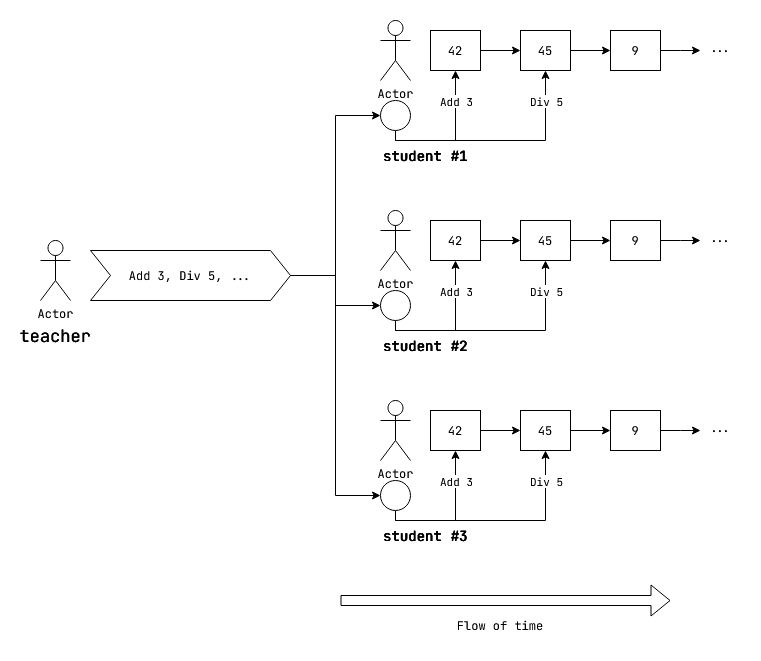 42
45
9
...
Actor
Add 3
Div 5
student #1
42
45
9
...
Actor
Add 3
Div 5
student #2
Add 3, Div 5, ...
Actor
teacher
42
45
9
...
Actor
Add 3
Div 5
student #3
Flow of time